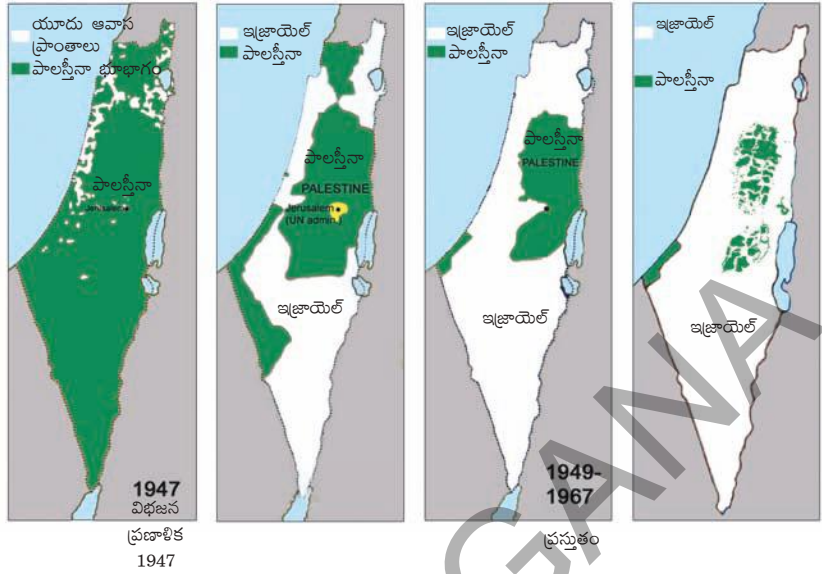 యూదు ఆవాస
ప్రాంతాలు
పాలస్తీనా భూభాగం
పాలస్తీనా
Jerusalem
1947
విభజన
ప్రణాళిక
1947
ఇజ్రాయెల్
పాలస్తీనా
పాలస్తీనా
PALESTINE
Jerusalem
(UN admin.)
ఇజ్రాయెల్
ఇజ్రాయెల్
పాలస్తీనా
పాలస్తీనా
PALESTINE
ఇజ్రాయెల్
1949-
1967
ప్రస్తుతం
ఇజ్రాయెల్
పాలస్తీనా
ఇజ్రాయెల్
GANA